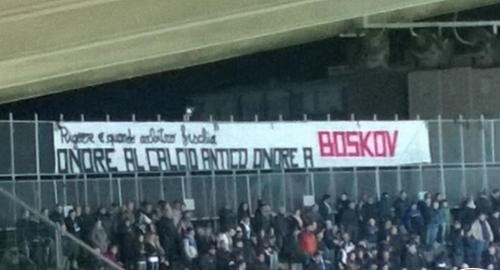 "Rigore è quando arbitro fischia"
ONORE AL CALCIO ANTICO ONORE A BOSKOV